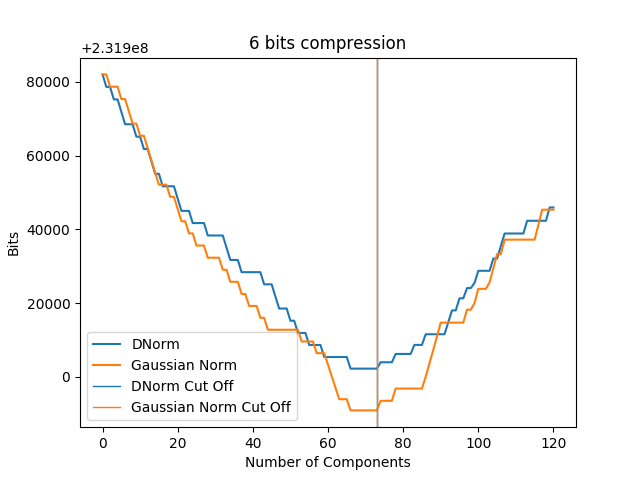 +2.319e8
6 bits compression
80000
60000
40000
20000
0
Bits
DNorm
Gaussian Norm
DNorm Cut Off
Gaussian Norm Cut Off
0 20 40 60 80 100 120
Number of Components